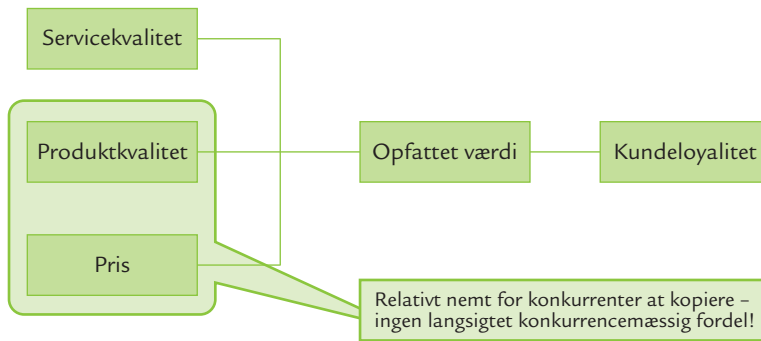 Servicekvalitet
Produktkvalitet
Opfattet værdi
Kundeloyalitet
Pris
Relativt nemt for konkurrenter at kopiere –
ingen langsigtet konkurrencemæssig fordel!